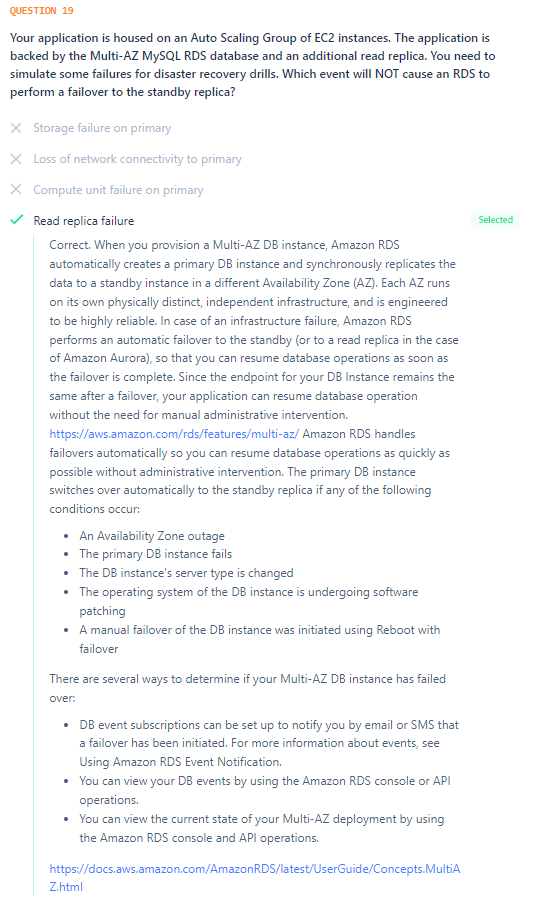 QUESTION 19
Your application is housed on an Auto Scaling Group of EC2 instances. The application is
backed by the Multi-AZ MySQL RDS database and an additional read replica. You need to
simulate some failures for disaster recovery drills. Which event will NOT cause an RDS to
perform a failover to the standby replica?
Storage failure on primary
Loss of network connectivity to primary
Compute unit failure on primary
Read replica failure
Selected
Correct. When you provision a Multi-AZ DB instance, Amazon RDS
automatically creates a primary DB instance and synchronously replicates the
data to a standby instance in a different Availability Zone (AZ). Each AZ runs
on its own physically distinct, independent infrastructure, and is engineered
to be highly reliable. In case of an infrastructure failure, Amazon RDS
performs an automatic failover to the standby (or to a read replica in the case
of Amazon Aurora), so that you can resume database operations as soon as
the failover is complete. Since the endpoint for your DB Instance remains the
same after a failover, your application can resume database operation
without the need for manual administrative intervention.
https://aws.amazon.com/rds/features/multi-az/ Amazon RDS handles
failovers automatically so you can resume database operations as quickly as
possible without administrative intervention. The primary DB instance
switches over automatically to the standby replica if any of the following
conditions occur:
• An Availability Zone outage
• The primary DB instance fails
• The DB instance's server type is changed
• The operating system of the DB instance is undergoing software
patching
• A manual failover of the DB instance was initiated using Reboot with
failover
There are several ways to determine if your Multi-AZ DB instance has failed
over:
• DB event subscriptions can be set up to notify you by email or SMS that
a failover has been initiated. For more information about events, see
Using Amazon RDS Event Notification.
• You can view your DB events by using the Amazon RDS console or API
operations.
• You can view the current state of your Multi-AZ deployment by using
the Amazon RDS console and API operations.
https://docs.aws.amazon.com/AmazonRDS/latest/UserGuide/Concepts.MultiA
Z.html